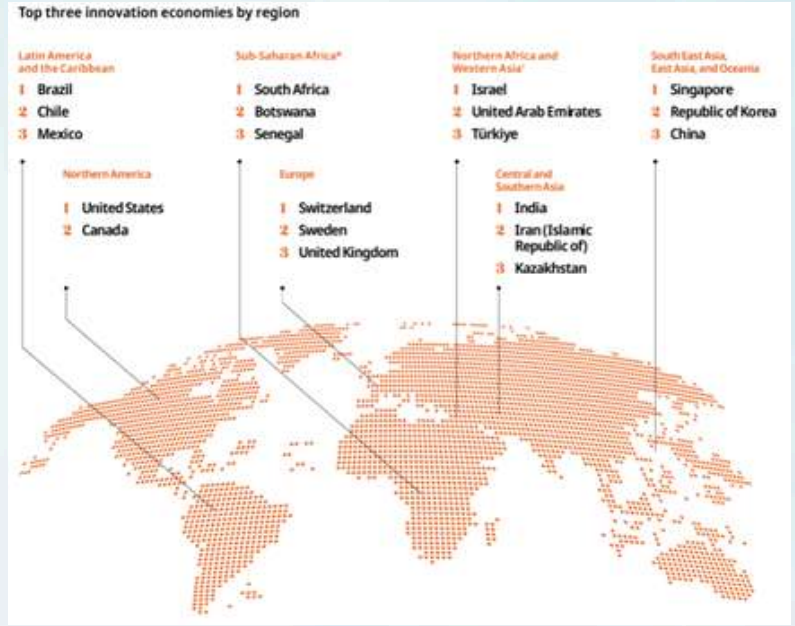 Top three innovation economies by region
Latin America
and the Caribbean
1 Brazil
2 Chile
3 Mexico
Sub-Saharan Africa*
1 South Africa
2 Botswana
3 Senegal
Northern Africa and
Western Asia†
1 Israel
2 United Arab Emirates
3 Türkiye
South East Asia,
East Asia, and Oceania
1 Singapore
2 Republic of Korea
3 China
Northern America
1 United States
2 Canada
Europe
1 Switzerland
2 Sweden
3 United Kingdom
Central and
Southern Asia
1 India
2 Iran (Islamic
Republic of)
3 Kazakhstan